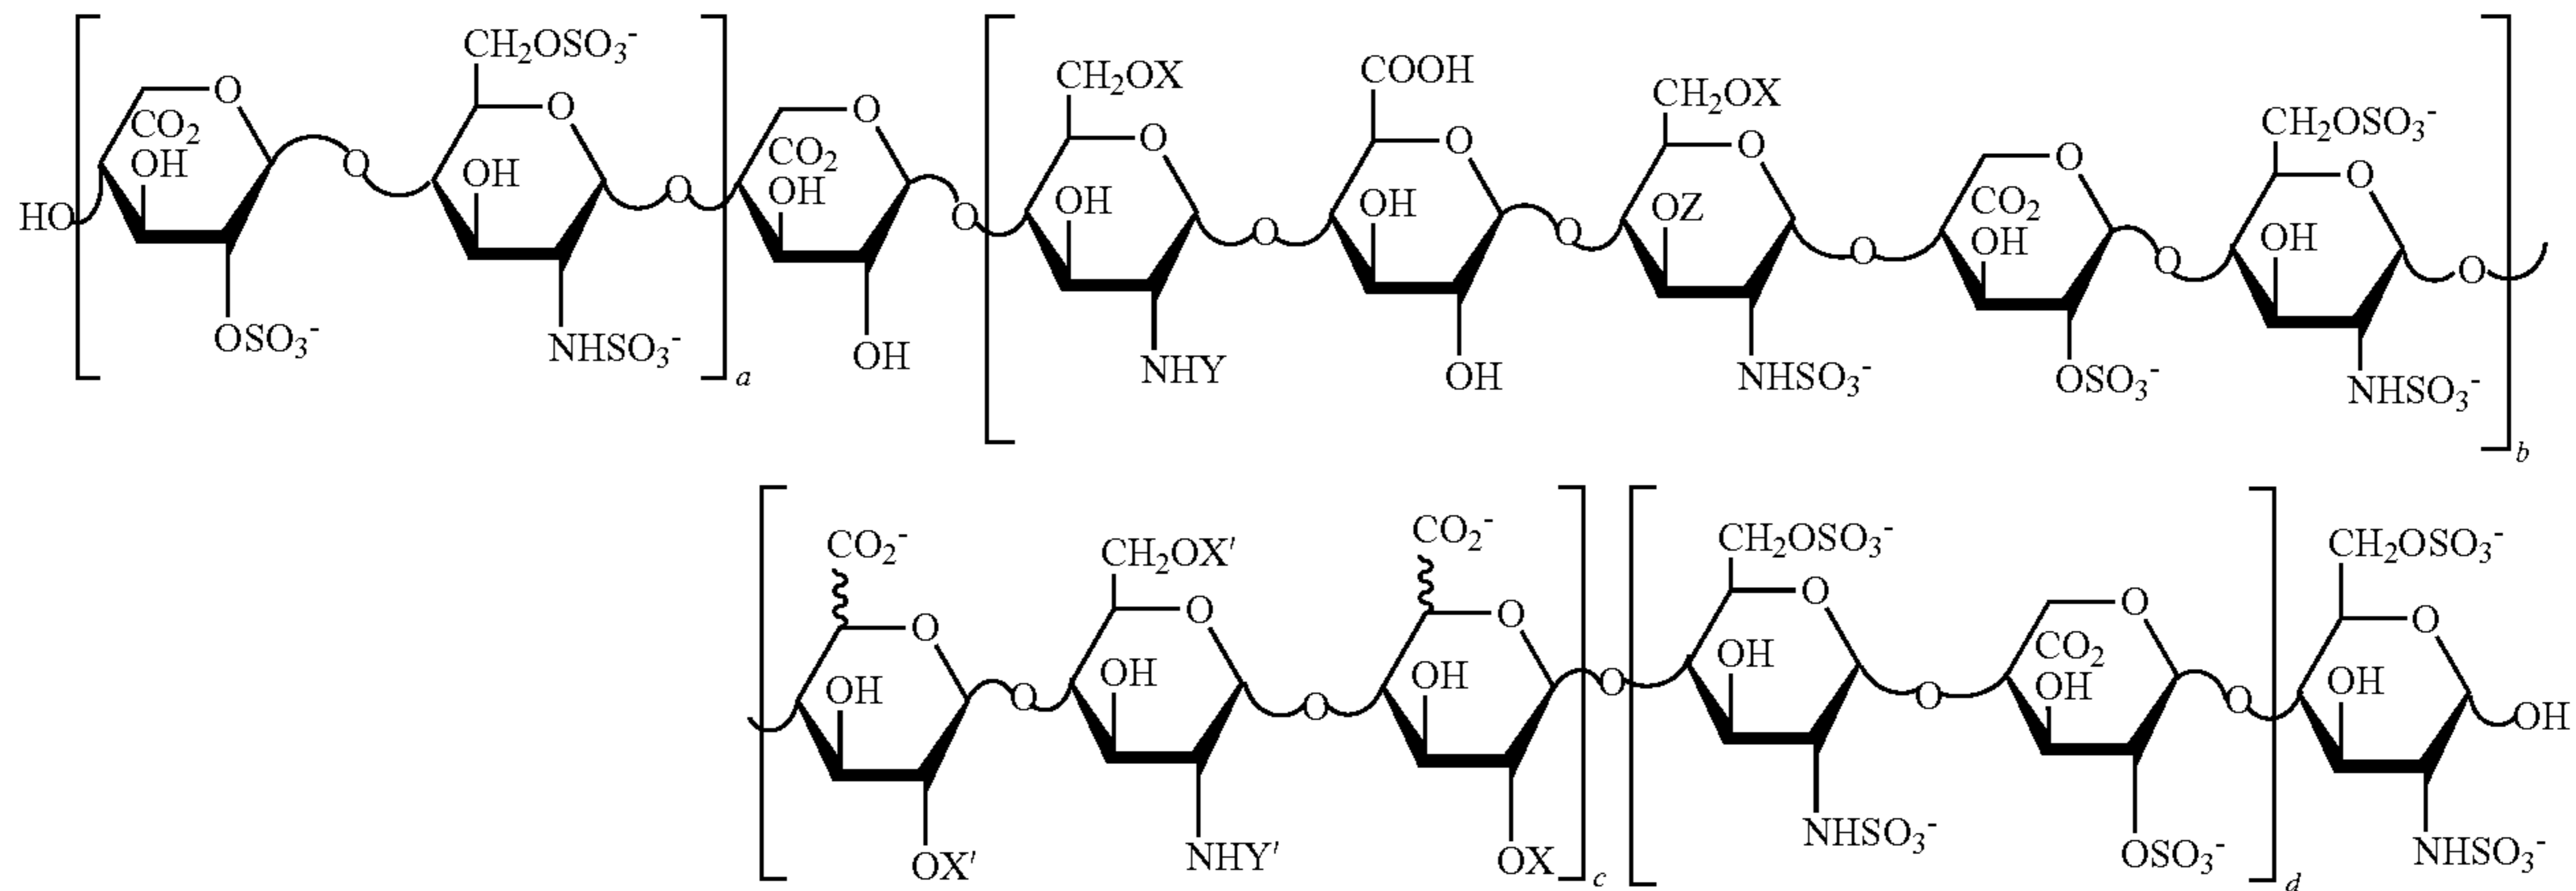 CH₂OSO₃⁻ CH₂OX COOH CH₂OX CH₂OSO₃⁻
O O O O O O O O O
CO₂ CO₂ CO₂
OH OH OH OH OH OZ OH OH
HO O O O O O O O O
OSO₃⁻ NHSO₃⁻ OH NHY OH NHSO₃⁻ OSO₃⁻ NHSO₃⁻
a b
CO₂⁻ CH₂OX' CO₂⁻ CH₂OSO₃⁻ CH₂OSO₃⁻
O O O O O O
CO₂
OH OH OH OH OH OH
O O O O O OH
OX' NHY' OX NHSO₃⁻ OSO₃⁻ NHSO₃⁻
c d